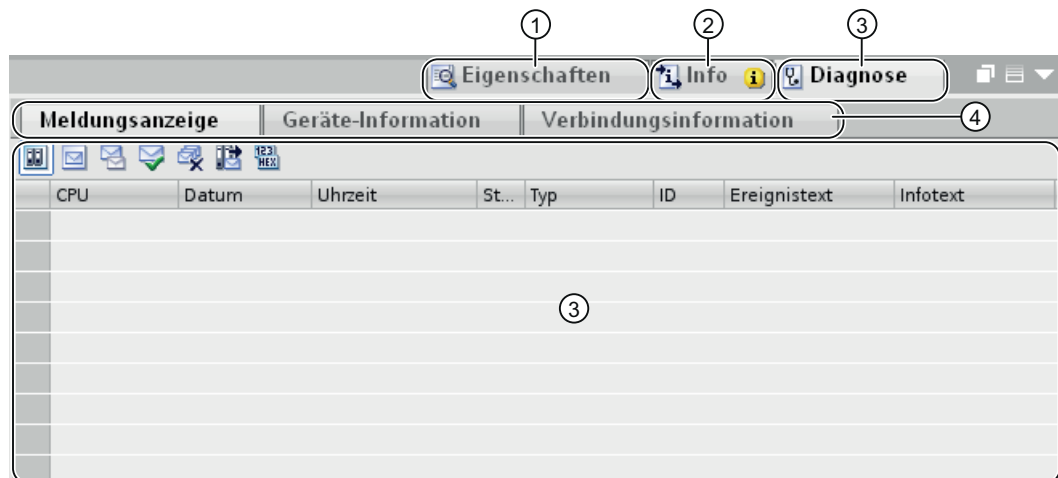 1 2 3
Eigenschaften Info Diagnose
Meldungsanzeige Geräte-Information Verbindungsinformation 4
CPU Datum Uhrzeit St... Typ ID Ereignistext Infotext
3